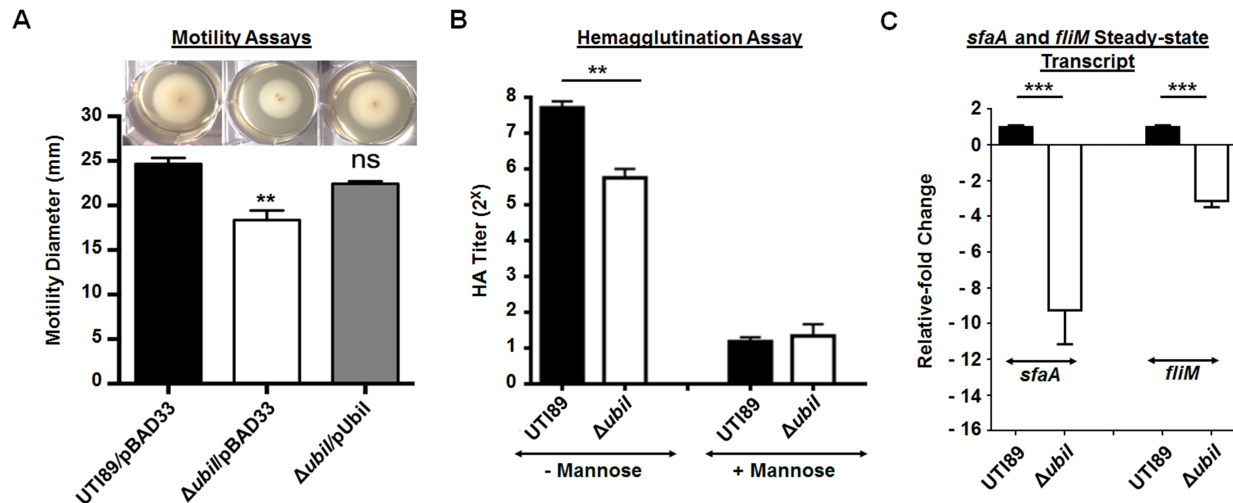 A
Motility Assays
Motility Diameter (mm)
30
25
20
15
10
5
0
**
ns
UTI89/pBAD33
ΔubiI/pBAD33
ΔubiI/pUbiI
B
Hemagglutination Assay
HA Titer (2^X)
8
7
6
5
4
3
2
1
0
**
UTI89
ΔubiI
UTI89
ΔubiI
- Mannose
+ Mannose
C
sfaA and fliM Steady-state
Transcript
Relative-fold Change
2
0
- 2
- 4
- 6
- 8
- 10
- 12
- 14
- 16
***
***
sfaA
fliM
UTI89
ΔubiI
UTI89
ΔubiI